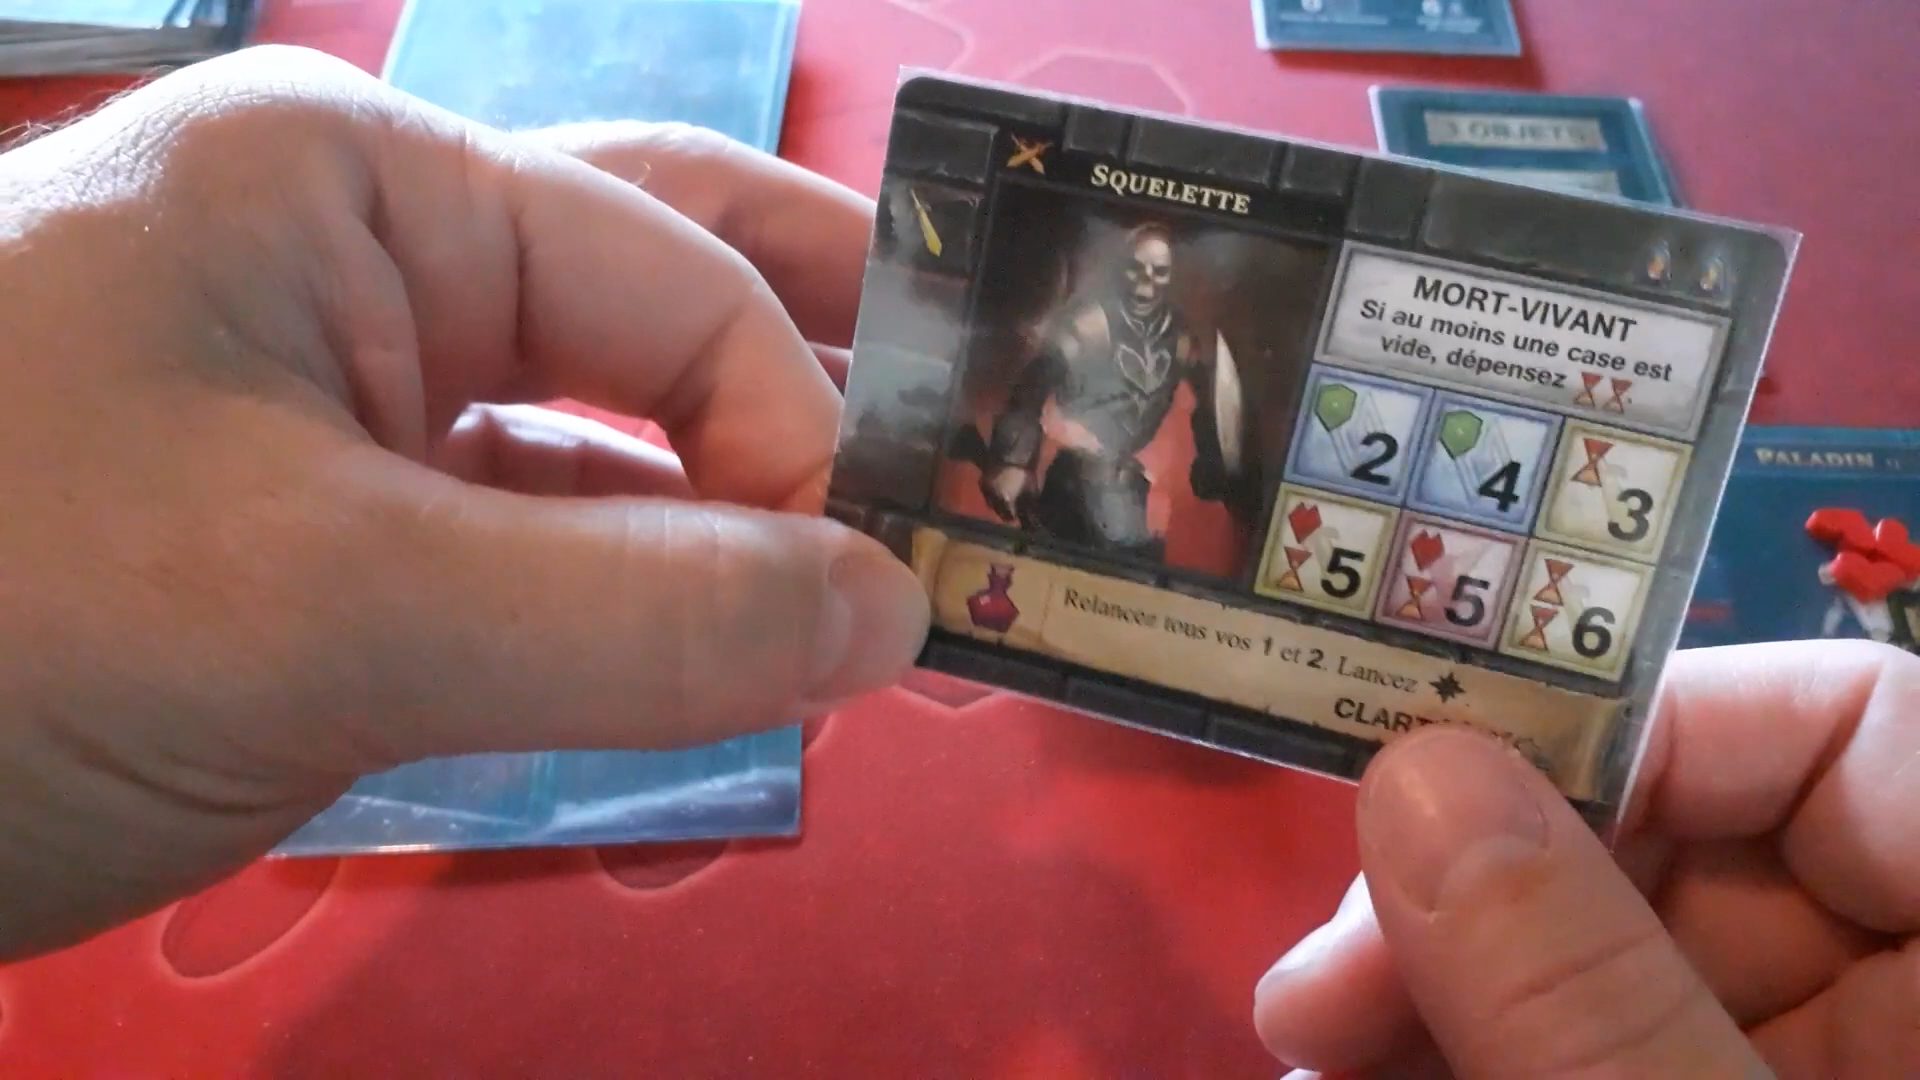 3 OBJETS
SQUELETTE
MORT-VIVANT
Si au moins une case est
vide, dépensez
2
4
3
5
5
6
Relancez tous vos 1 et 2. Lancez
PALADIN